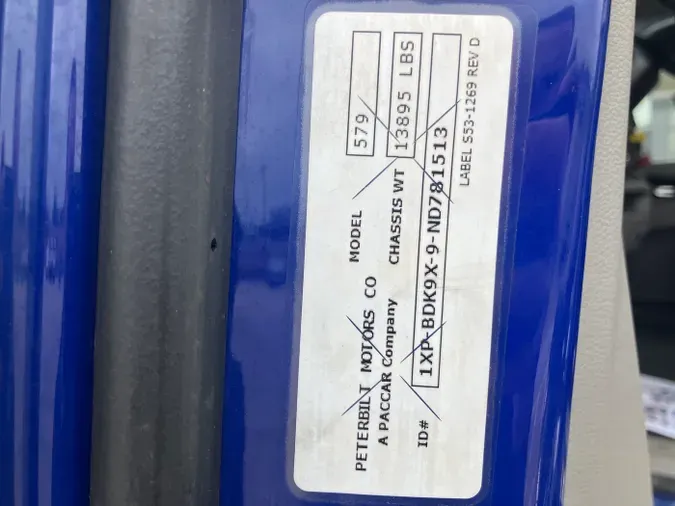 PETERBILT MOTORS CO MODEL 579
A PACCAR Company CHASSIS WT 13895 LBS
ID# 1XP-BDK9X-9-ND781513
LABEL S53-1269 REV D